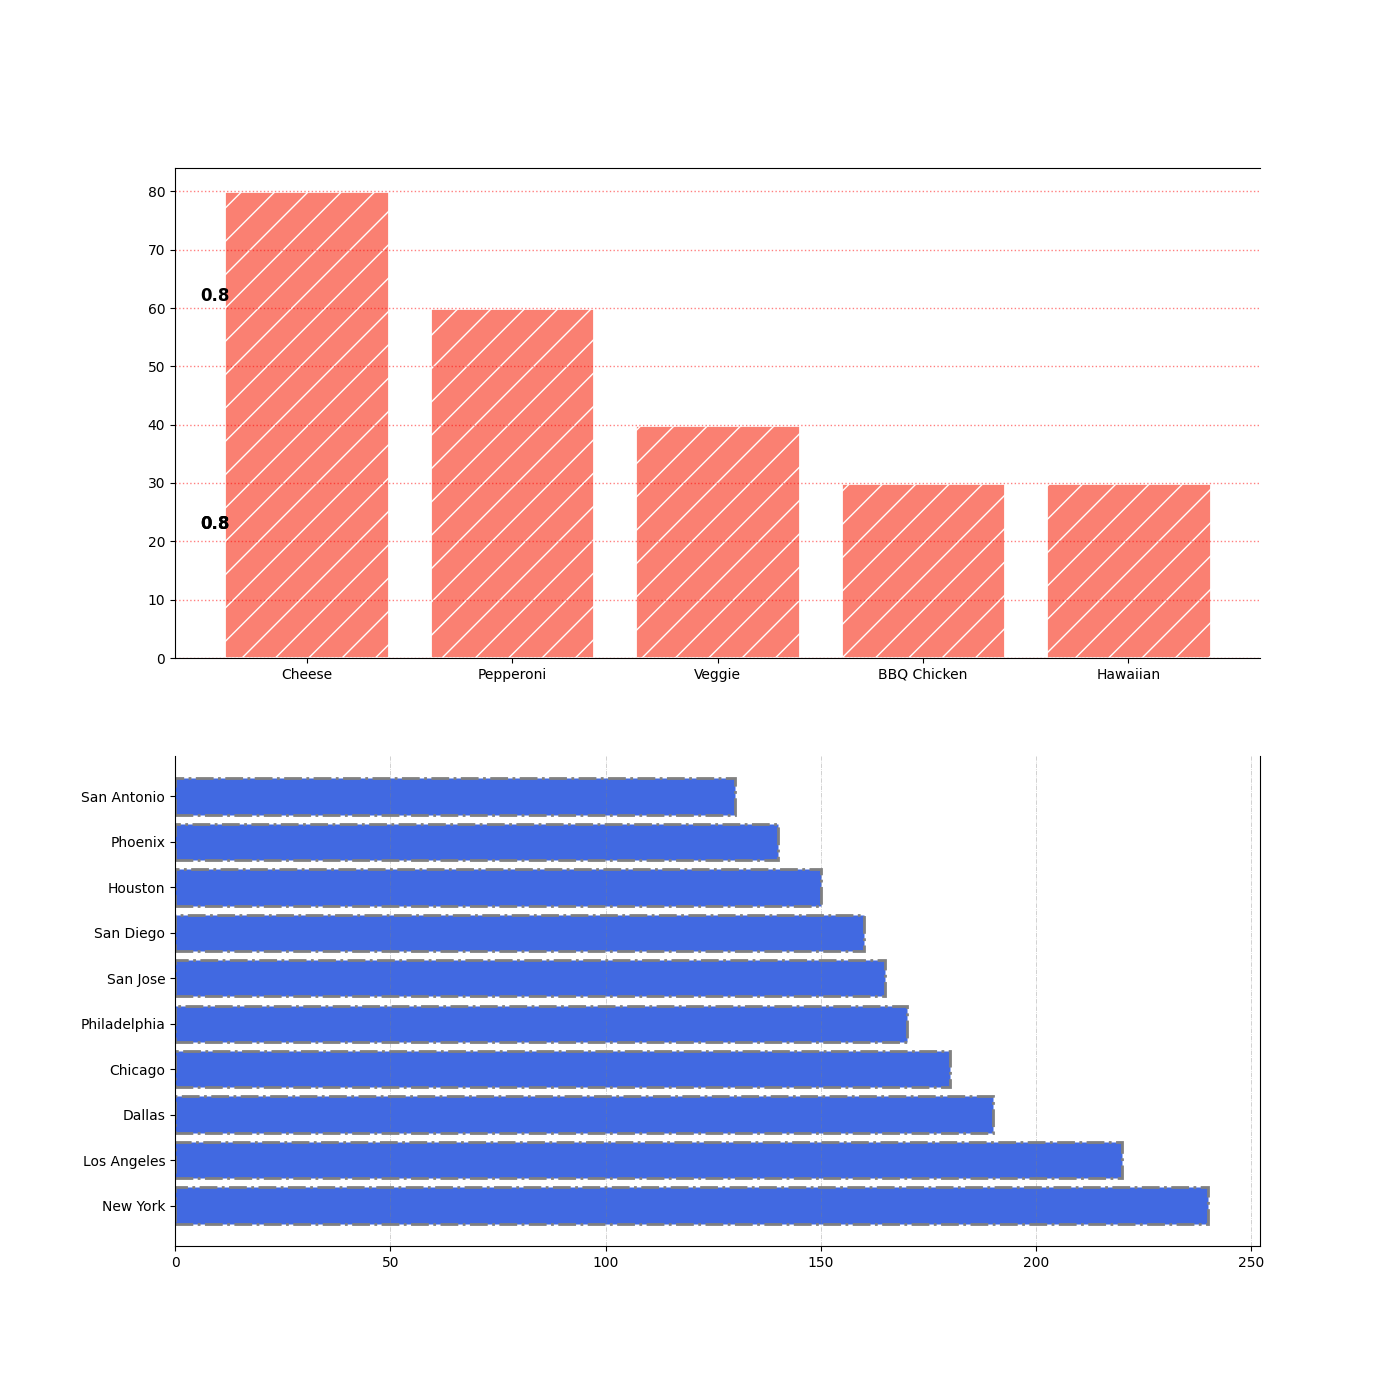 80
70
0.8
60
50
40
30
0.8
20
10
0
Cheese Pepperoni Veggie BBQ Chicken Hawaiian
San Antonio
Phoenix
Houston
San Diego
San Jose
Philadelphia
Chicago
Dallas
Los Angeles
New York
0 50 100 150 200 250